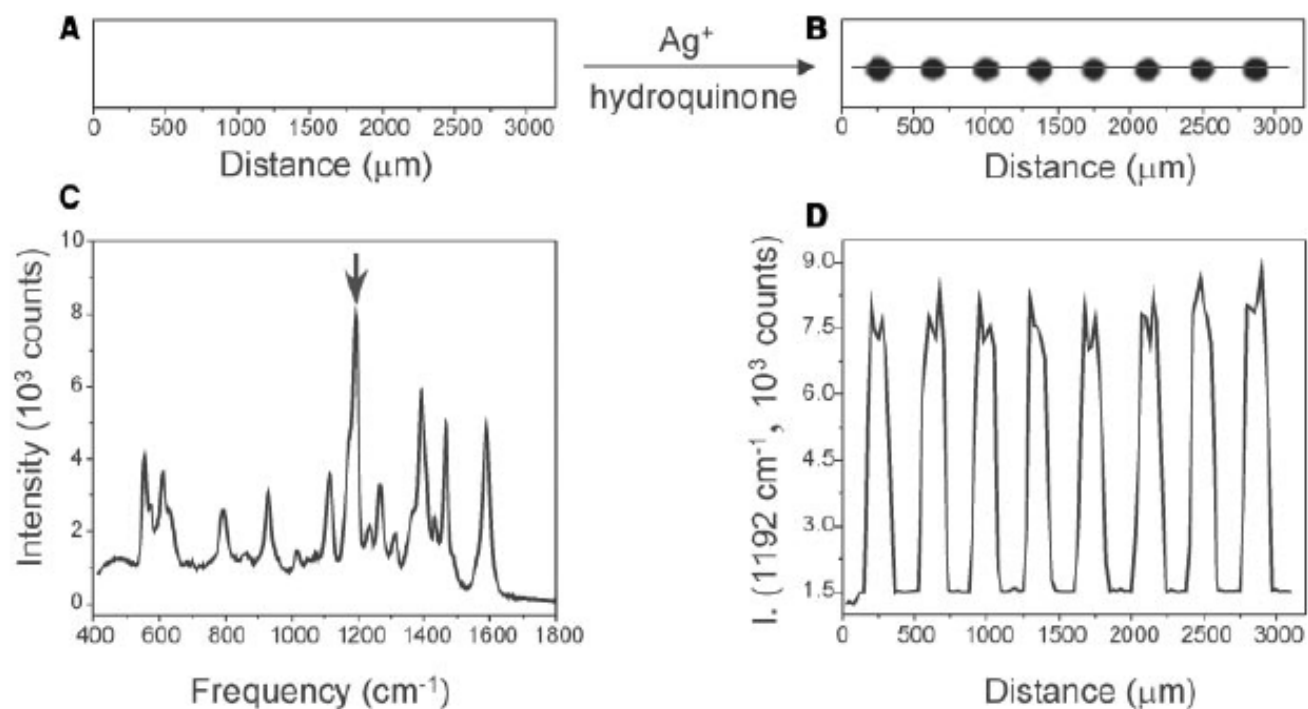 A
0 500 1000 1500 2000 2500 3000
Distance (μm)
Ag⁺
hydroquinone
B
0 500 1000 1500 2000 2500 3000
Distance (μm)
C
Intensity (10³ counts)
10
8
6
4
2
0
400 600 800 1000 1200 1400 1600 1800
Frequency (cm⁻¹)
D
I. (1192 cm⁻¹, 10³ counts)
9.0
7.5
6.0
4.5
3.0
1.5
0 500 1000 1500 2000 2500 3000
Distance (μm)